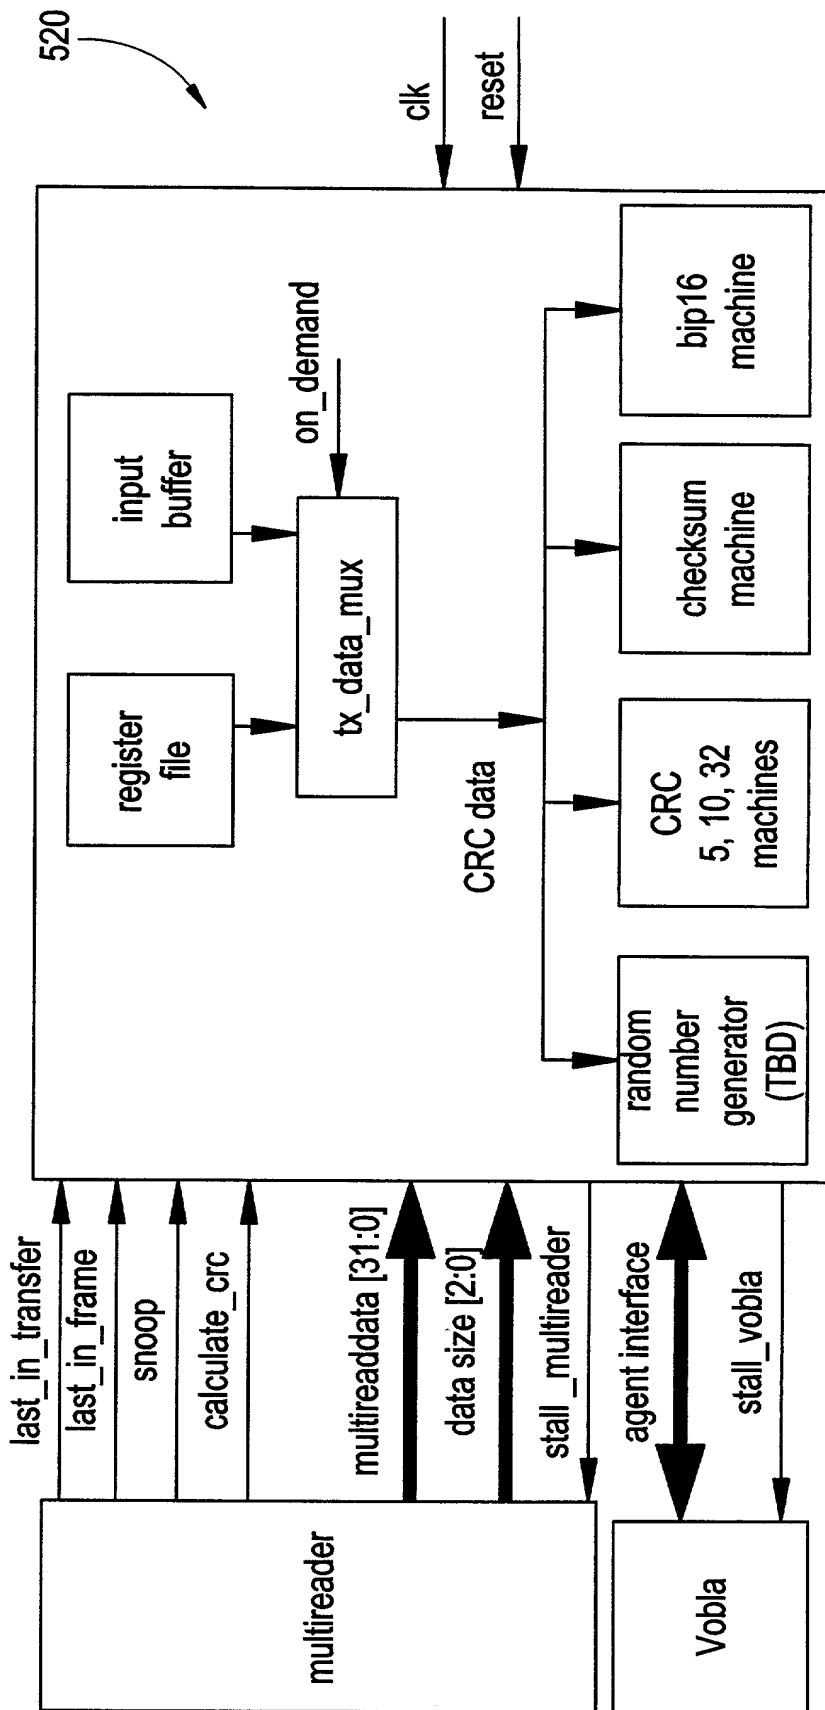 520
last_in_transfer
last_in_frame
snoop
calculate_crc
multireaddata [31:0]
data size [2:0]
stall _multireader
agent interface
stall_vobla
multireader
Vobla
register
file
input
buffer
tx_data_mux
on_demand
clk
reset
CRC data
random
number
generator
(TBD)
CRC
5, 10, 32
machines
checksum
machine
bip16
machine